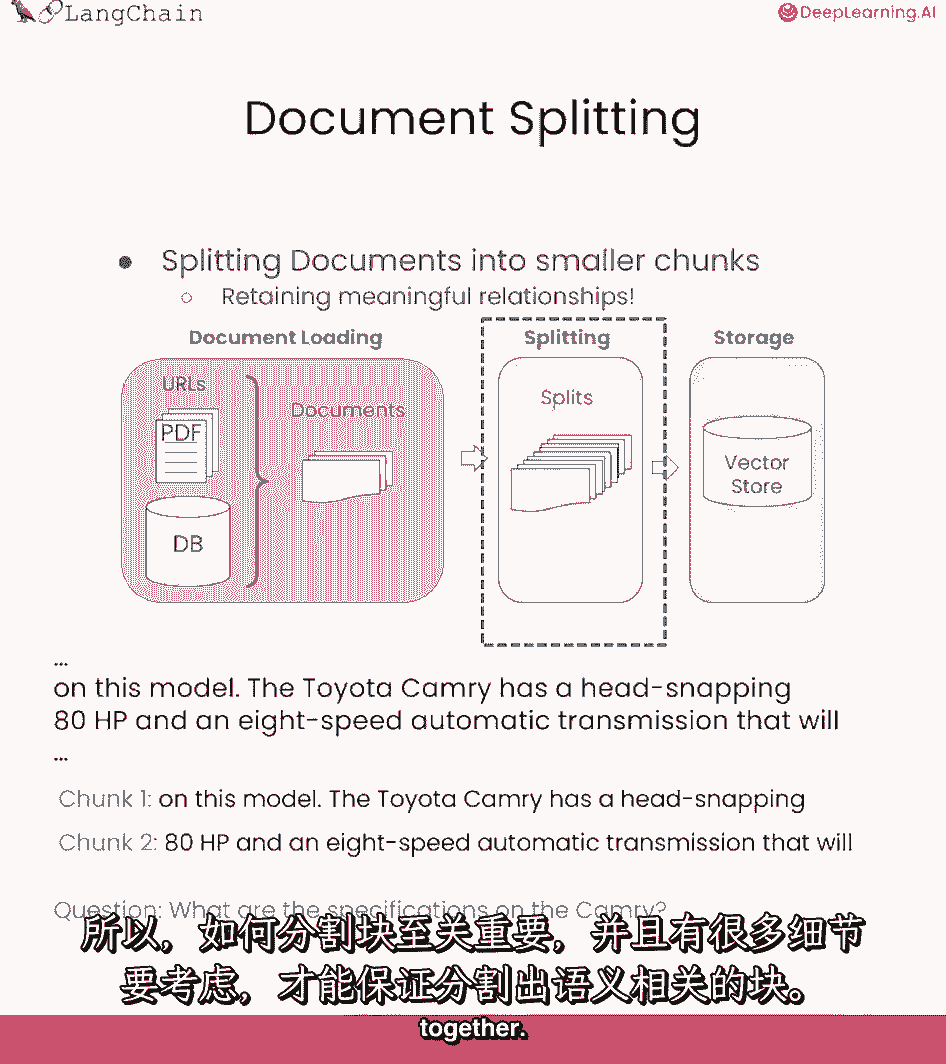 LangChain
DeepLearning.AI
Document Splitting
● Splitting Documents into smaller chunks
○ Retaining meaningful relationships!
Document Loading
Splitting
Storage
URLs
PDF
DB
Documents
Splits
Vector
Store
...
on this model. The Toyota Camry has a head-snapping
80 HP and an eight-speed automatic transmission that will
...
Chunk 1: on this model. The Toyota Camry has a head-snapping
Chunk 2: 80 HP and an eight-speed automatic transmission that will
Question: What are the specifications on the Camry?
所以，如何分割块至关重要，并且有很多细节
要考虑，才能保证分割出语义相关的块。
together.